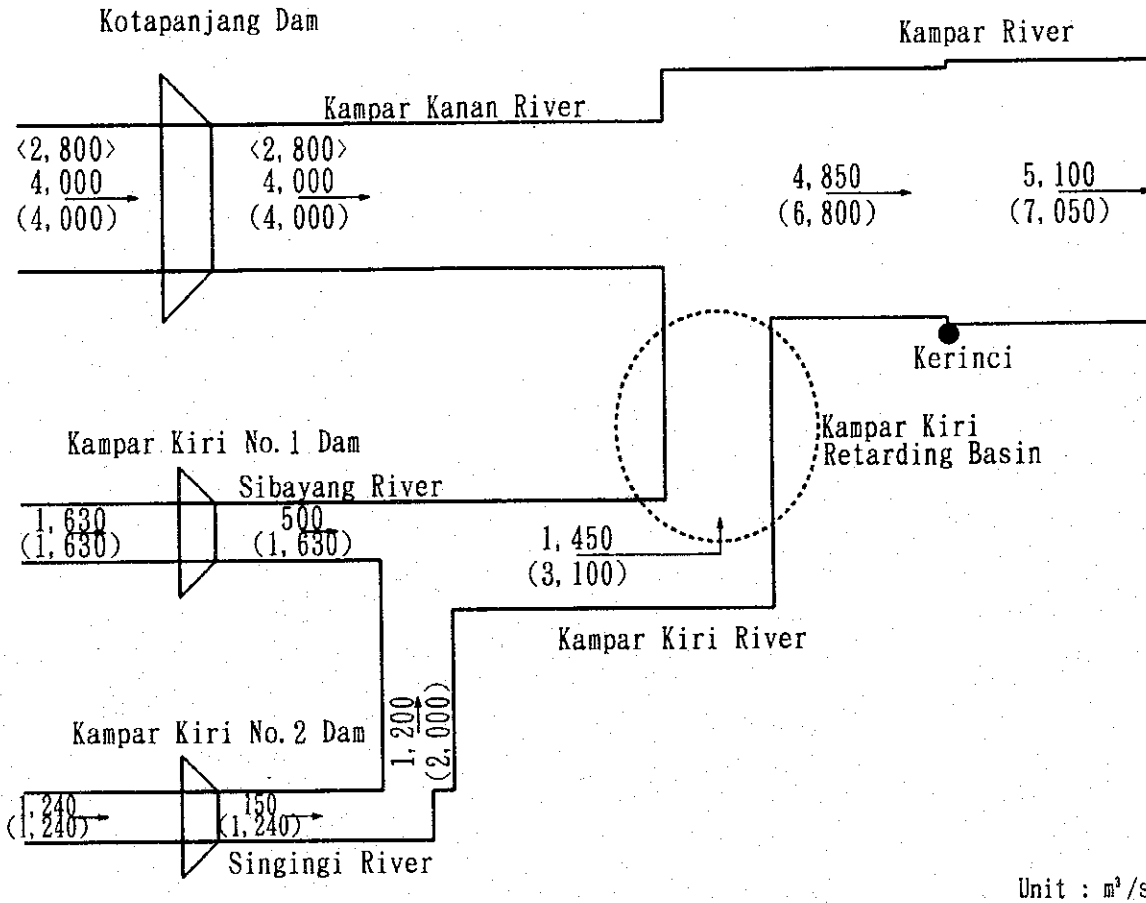 Kotapanjang Dam
Kampar River
Kampar Kanan River
<2,800>
4,000
(4,000)
<2,800>
4,000
(4,000)
4,850
(6,800)
5,100
(7,050)
Kerinci
Kampar Kiri
Retarding Basin
Kampar Kiri No.1 Dam
Sibayang River
1,630
(1,630)
500
(1,630)
1,450
(3,100)
Kampar Kiri River
1,200
(2,000)
Kampar Kiri No.2 Dam
1,240
(1,240)
150
(1,240)
Singingi River
Unit : m³/s